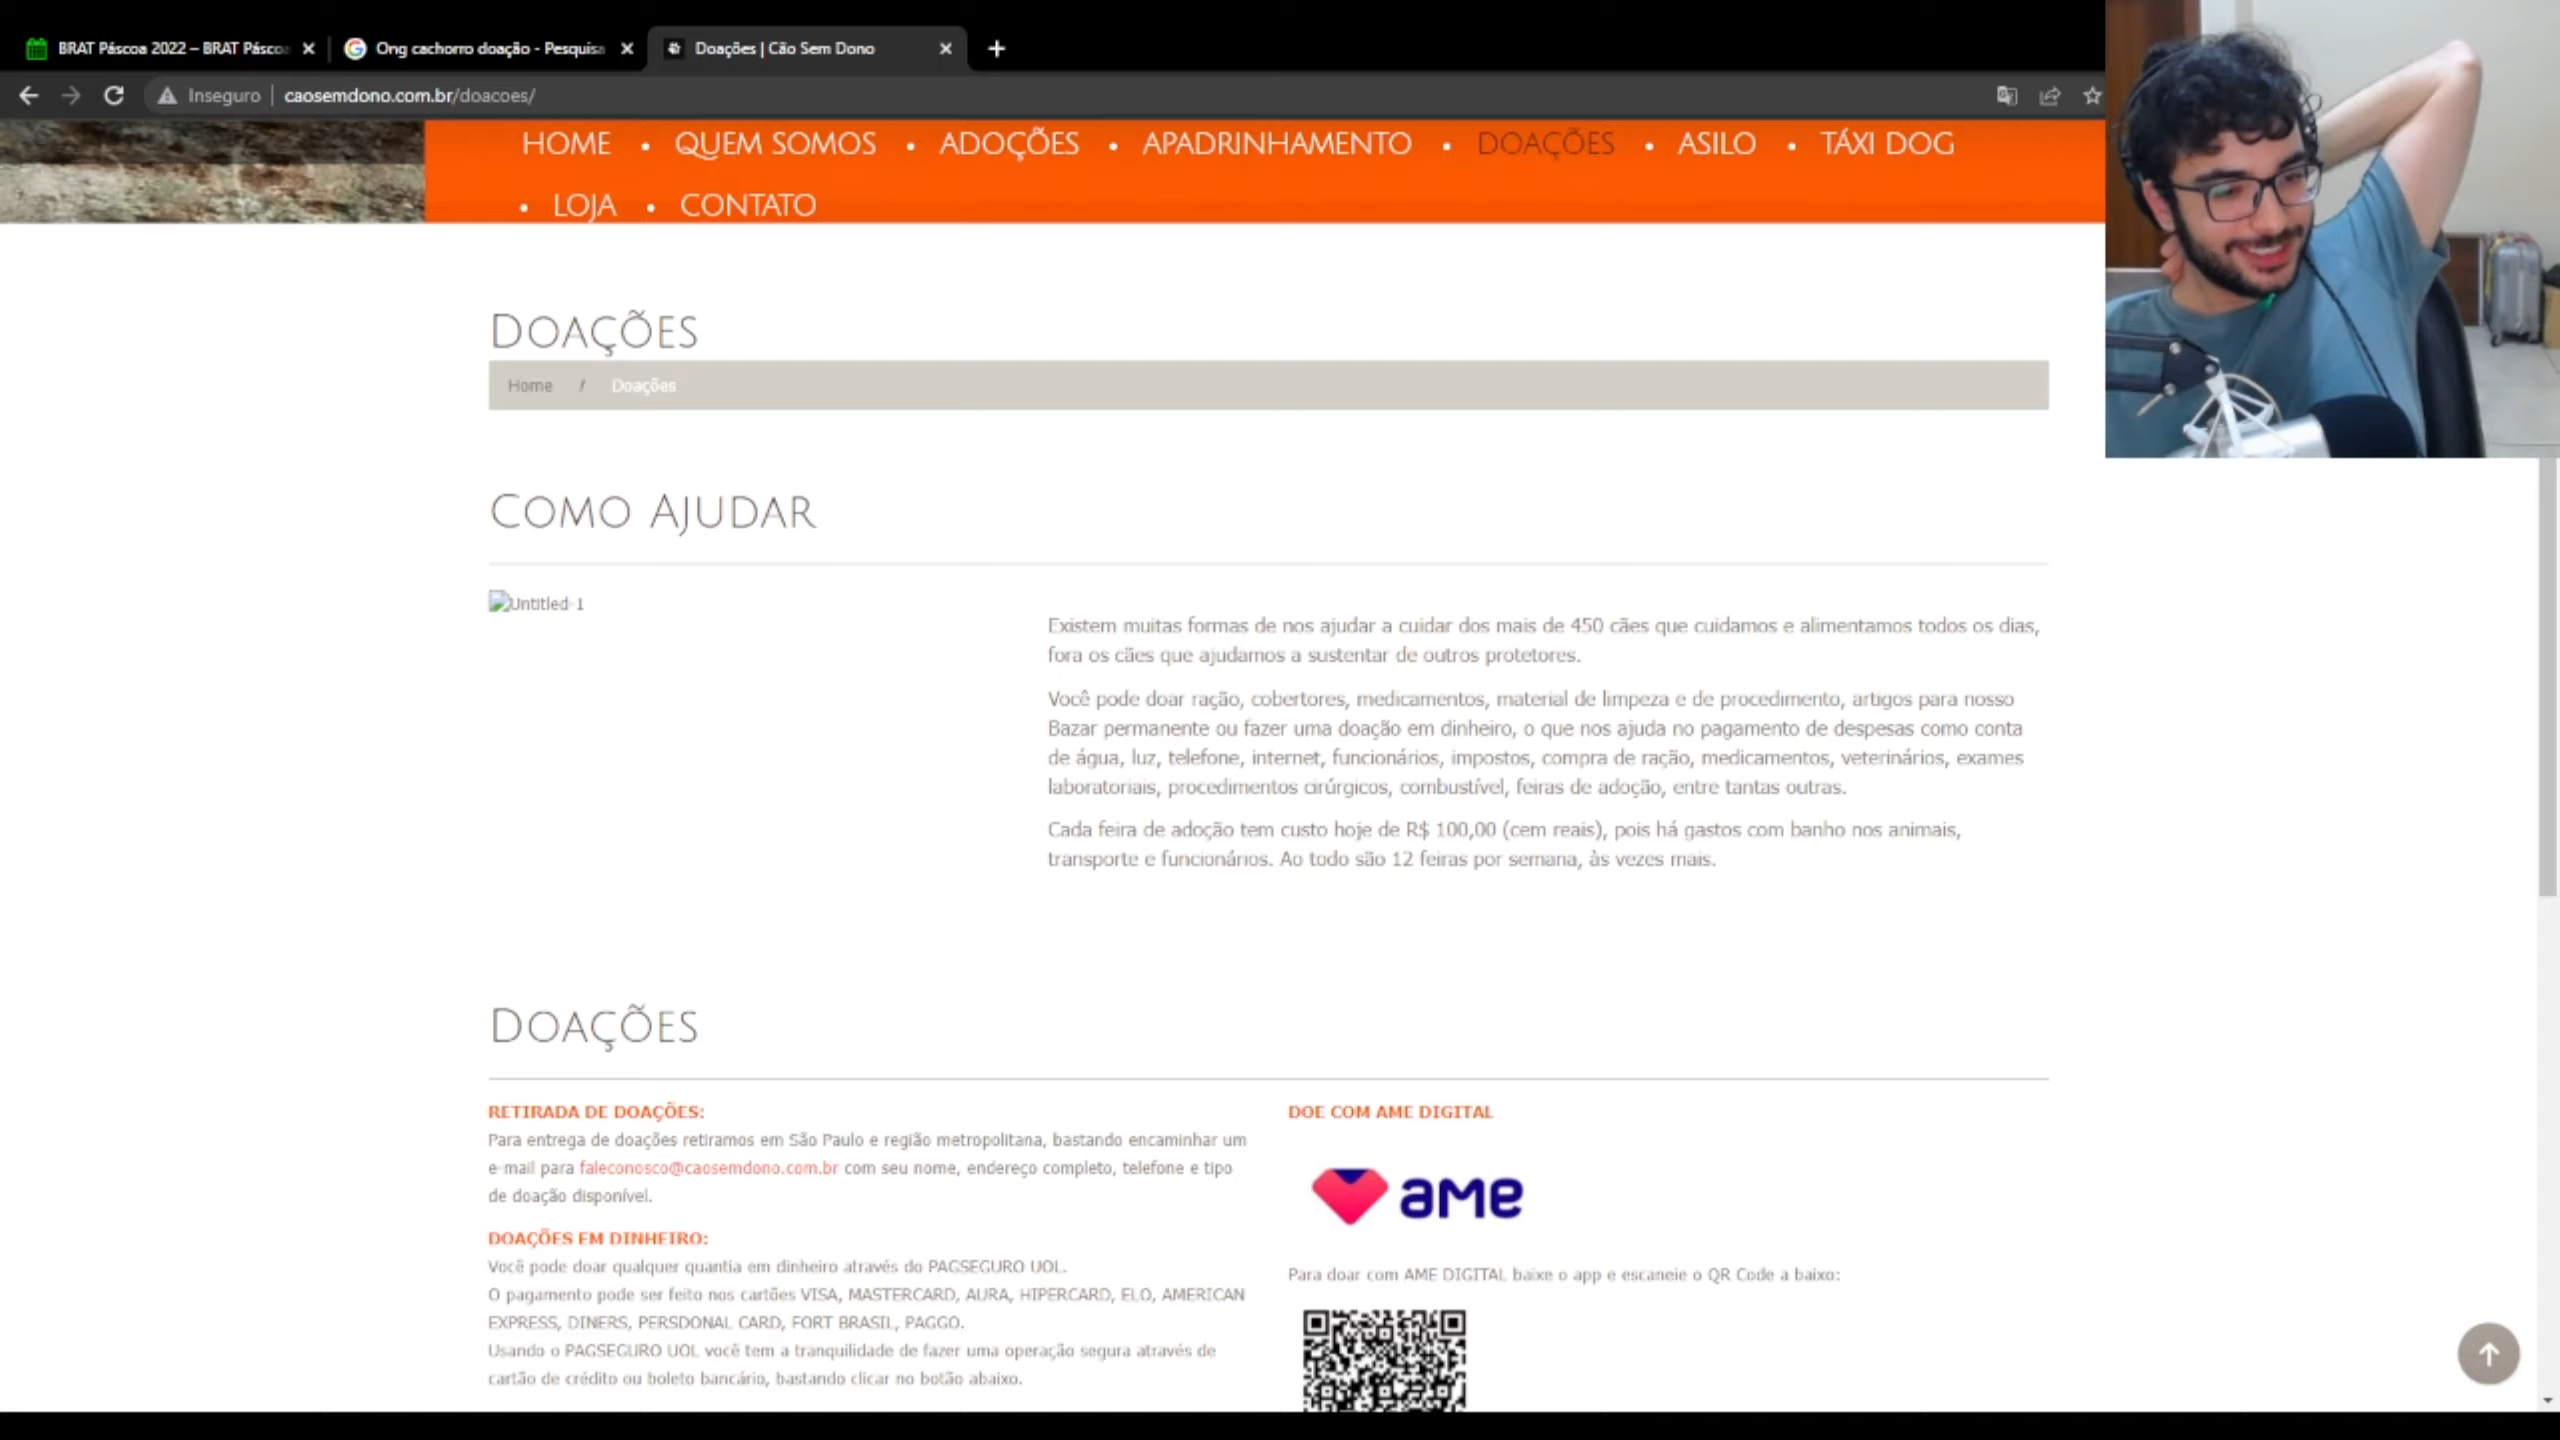 BRAT Páscoa 2022 – BRAT Pásco
Ong cachorro doação - Pesquisa
Doações | Cão Sem Dono
Inseguro
caosemdono.com.br/doacoes/
HOME • QUEM SOMOS • ADOÇÕES • APADRINHAMENTO • DOAÇÕES • ASILO • TÁXI DOG
• LOJA • CONTATO
DOAÇÕES
Home / Doações
COMO AJUDAR
Untitled-1
Existem muitas formas de nos ajudar a cuidar dos mais de 450 cães que cuidamos e alimentamos todos os dias,
fora os cães que ajudamos a sustentar de outros protetores.
Você pode doar ração, cobertores, medicamentos, material de limpeza e de procedimento, artigos para nosso
Bazar permanente ou fazer uma doação em dinheiro, o que nos ajuda no pagamento de despesas como conta
de água, luz, telefone, internet, funcionários, impostos, compra de ração, medicamentos, veterinários, exames
laboratoriais, procedimentos cirúrgicos, combustível, feiras de adoção, entre tantas outras.
Cada feira de adoção tem custo hoje de R$ 100,00 (cem reais), pois há gastos com banho nos animais,
transporte e funcionários. Ao todo são 12 feiras por semana, às vezes mais.
DOAÇÕES
RETIRADA DE DOAÇÕES:
Para entrega de doações retiramos em São Paulo e região metropolitana, bastando encaminhar um
e-mail para faleconosco@caosemdono.com.br com seu nome, endereço completo, telefone e tipo
de doação disponível.
DOAÇÕES EM DINHEIRO:
Você pode doar qualquer quantia em dinheiro através do PAGSEGURO UOL.
O pagamento pode ser feito nos cartões VISA, MASTERCARD, AURA, HIPERCARD, ELO, AMERICAN
EXPRESS, DINERS, PERSDONAL CARD, FORT BRASIL, PAGGO.
Usando o PAGSEGURO UOL você tem a tranquilidade de fazer uma operação segura através de
cartão de crédito ou boleto bancário, bastando clicar no botão abaixo.
DOE COM AME DIGITAL
ame
Para doar com AME DIGITAL baixe o app e escaneie o QR Code a baixo: